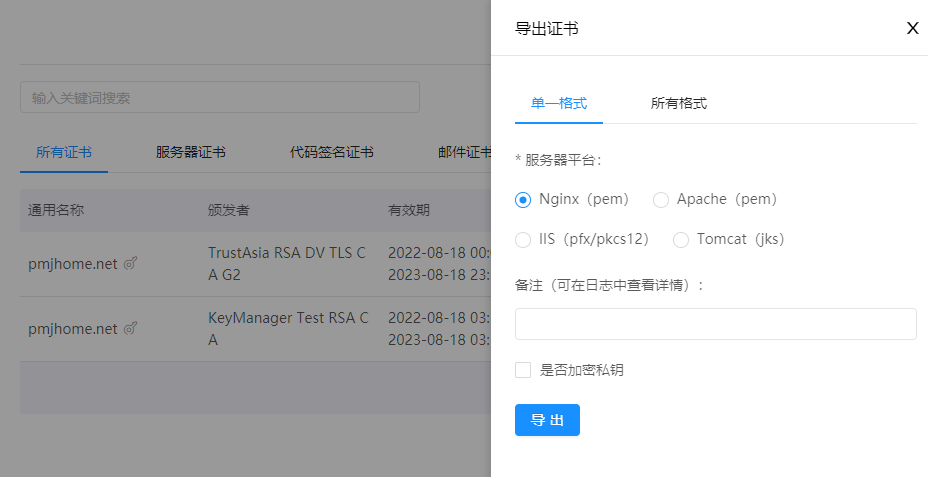 导出证书
X
单一格式 所有格式
* 服务器平台：
Nginx（pem） Apache（pem）
IIS（pfx/pkcs12） Tomcat（jks）
备注（可在日志中查看详情）：
是否加密私钥
导 出
输入关键词搜索
所有证书 服务器证书 代码签名证书 邮件证书
通用名称 颁发者 有效期
pmjhome.net TrustAsia RSA DV TLS C 2022-08-18 00:
A G2 2023-08-18 23:
pmjhome.net KeyManager Test RSA C 2022-08-18 03:
A 2023-08-18 03: